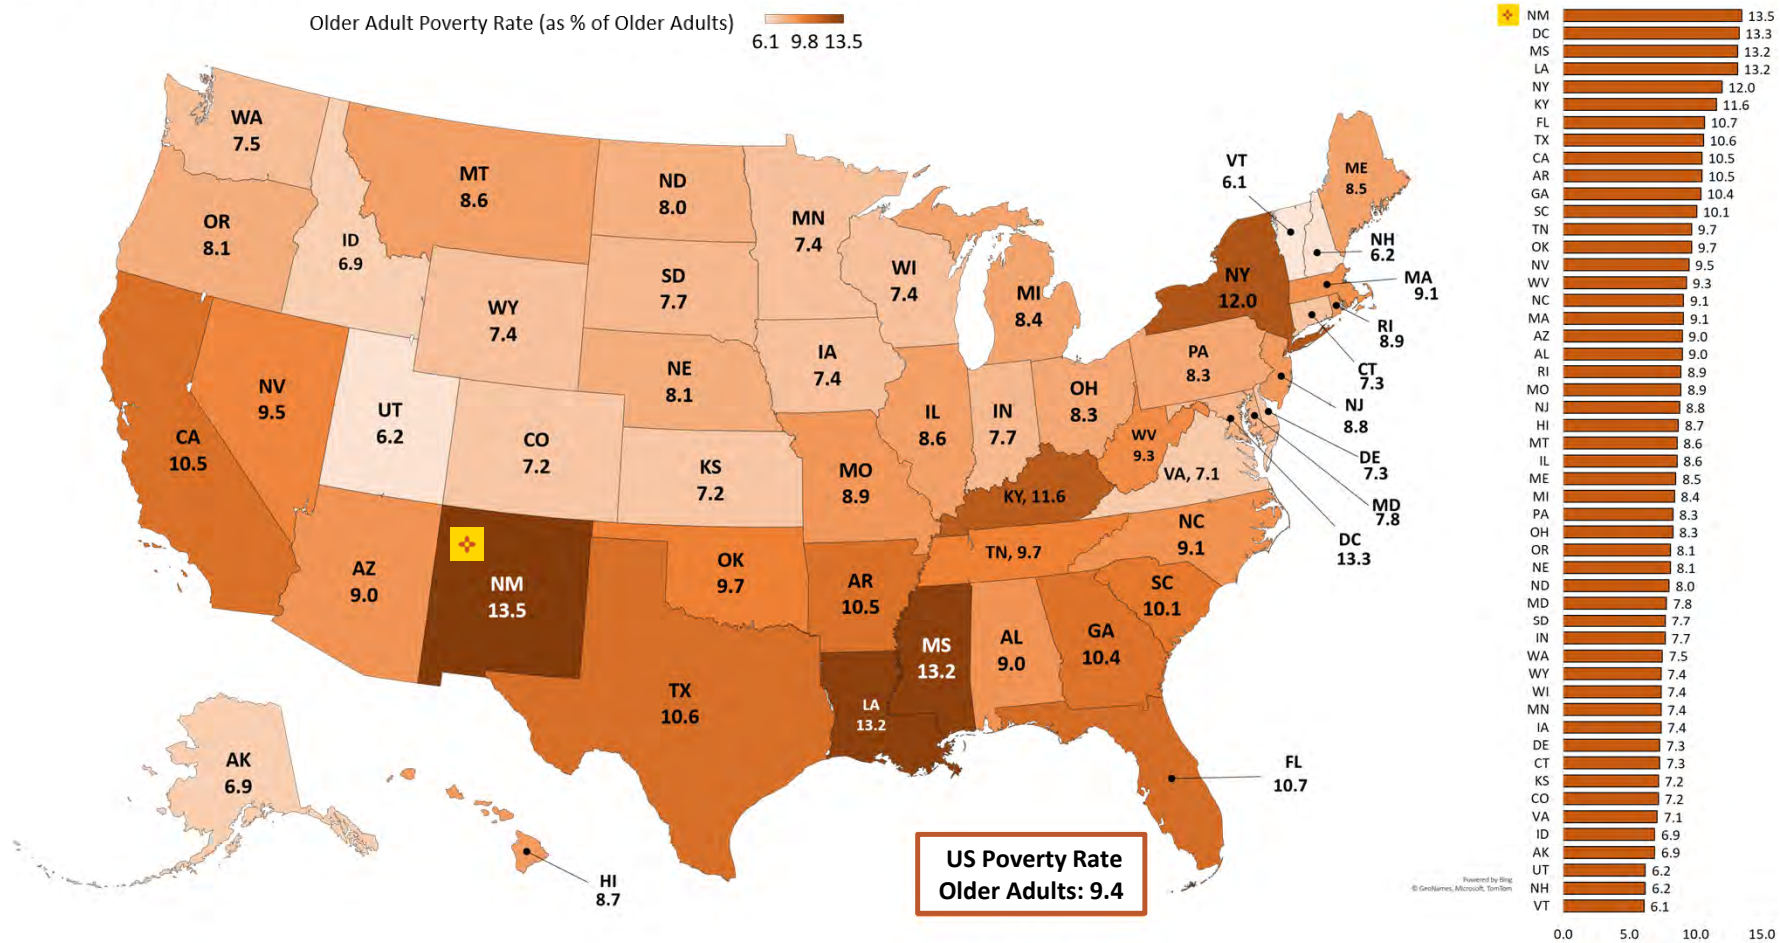 Older Adult Poverty Rate (as % of Older Adults)
6.1 9.8 13.5
WA
7.5
OR
8.1
ID
6.9
MT
8.6
ND
8.0
MN
7.4
SD
7.7
WI
7.4
MI
8.4
WY
7.4
NE
8.1
IA
7.4
NV
9.5
UT
6.2
CO
7.2
CA
10.5
KS
7.2
MO
8.9
IL
8.6
IN
7.7
OH
8.3
PA
8.3
NY
12.0
VT
6.1
ME
8.5
NH
6.2
MA
9.1
RI
8.9
CT
7.3
NJ
8.8
DE
7.3
MD
7.8
DC
13.3
WV
9.3
VA, 7.1
KY, 11.6
NC
9.1
TN, 9.7
SC
10.1
AZ
9.0
NM
13.5
OK
9.7
AR
10.5
TX
10.6
LA
13.2
MS
13.2
AL
9.0
GA
10.4
FL
10.7
AK
6.9
HI
8.7
US Poverty Rate
Older Adults: 9.4
Powered by Bing
© GeoNames, Microsoft, TomTom
NM 13.5
DC 13.3
MS 13.2
LA 13.2
NY 12.0
KY 11.6
FL 10.7
TX 10.6
CA 10.5
AR 10.5
GA 10.4
SC 10.1
TN 9.7
OK 9.7
NV 9.5
WV 9.3
NC 9.1
MA 9.1
AZ 9.0
AL 9.0
RI 8.9
MO 8.9
NJ 8.8
HI 8.7
MT 8.6
IL 8.6
ME 8.5
MI 8.4
PA 8.3
OH 8.3
OR 8.1
NE 8.1
ND 8.0
MD 7.8
SD 7.7
IN 7.7
WA 7.5
WY 7.4
WI 7.4
MN 7.4
IA 7.4
DE 7.3
CT 7.3
KS 7.2
CO 7.2
VA 7.1
ID 6.9
AK 6.9
UT 6.2
NH 6.2
VT 6.1
0.0 5.0 10.0 15.0